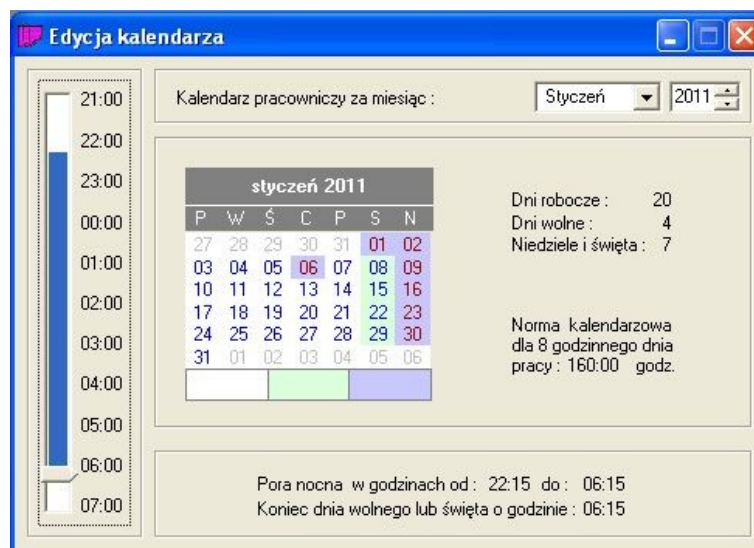 Edycja kalendarza
21:00
22:00
23:00
00:00
01:00
02:00
03:00
04:00
05:00
06:00
07:00
Kalendarz pracowniczy za miesiąc :
Styczeń
2011
styczeń 2011
P W Ś C P S N
27 28 29 30 31 01 02
03 04 05 06 07 08 09
10 11 12 13 14 15 16
17 18 19 20 21 22 23
24 25 26 27 28 29 30
31 01 02 03 04 05 06
Dni robocze : 20
Dni wolne : 4
Niedziele i święta : 7
Norma kalendarzowa
dla 8 godzinnego dnia
pracy : 160:00 godz.
Pora nocna w godzinach od : 22:15 do : 06:15
Koniec dnia wolnego lub święta o godzinie : 06:15